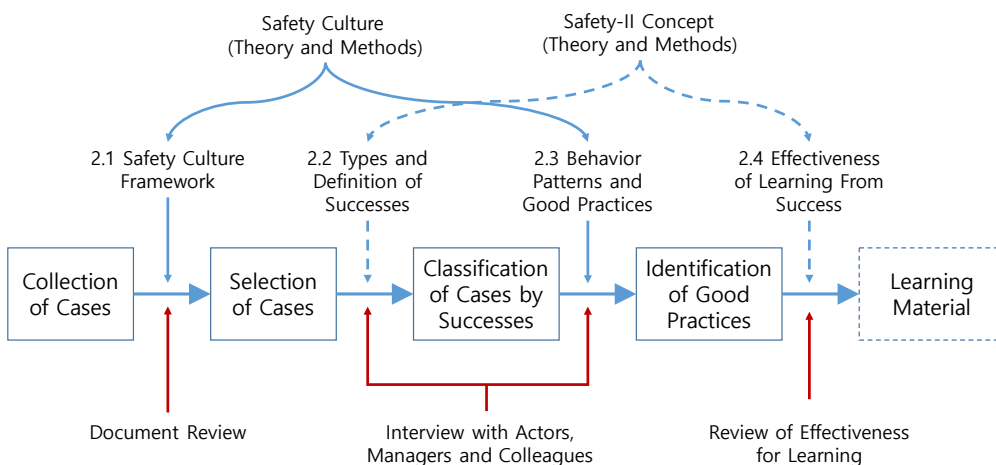 Safety Culture
(Theory and Methods)
Safety-II Concept
(Theory and Methods)
2.1 Safety Culture
Framework
2.2 Types and
Definition of
Successes
2.3 Behavior
Patterns and
Good Practices
2.4 Effectiveness
of Learning From
Success
Collection
of Cases
Selection
of Cases
Classification
of Cases by
Successes
Identification
of Good
Practices
Learning
Material
Document Review
Interview with Actors,
Managers and Colleagues
Review of Effectiveness
for Learning